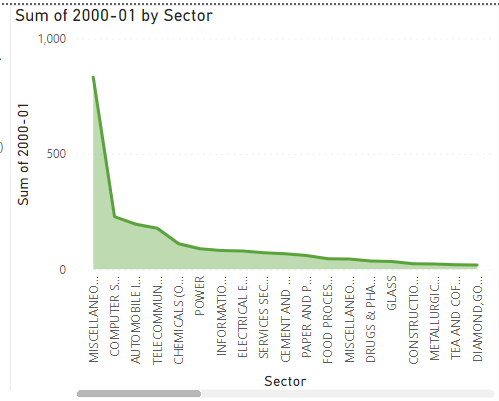 Sum of 2000-01 by Sector
1,000
500
0
Sum of 2000-01
MISCELLANEO...
COMPUTER S...
AUTOMOBILE I...
TELECOMMUN...
CHEMICALS (O...
POWER
INFORMATIO...
ELECTRICAL E...
SERVICES SEC...
CEMENT AND ...
PAPER AND P...
FOOD PROCES...
MISCELLANEO...
DRUGS & PHA...
GLASS
CONSTRUCTIO...
METALLURGIC...
TEA AND COF...
DIAMOND,GO...
Sector
)